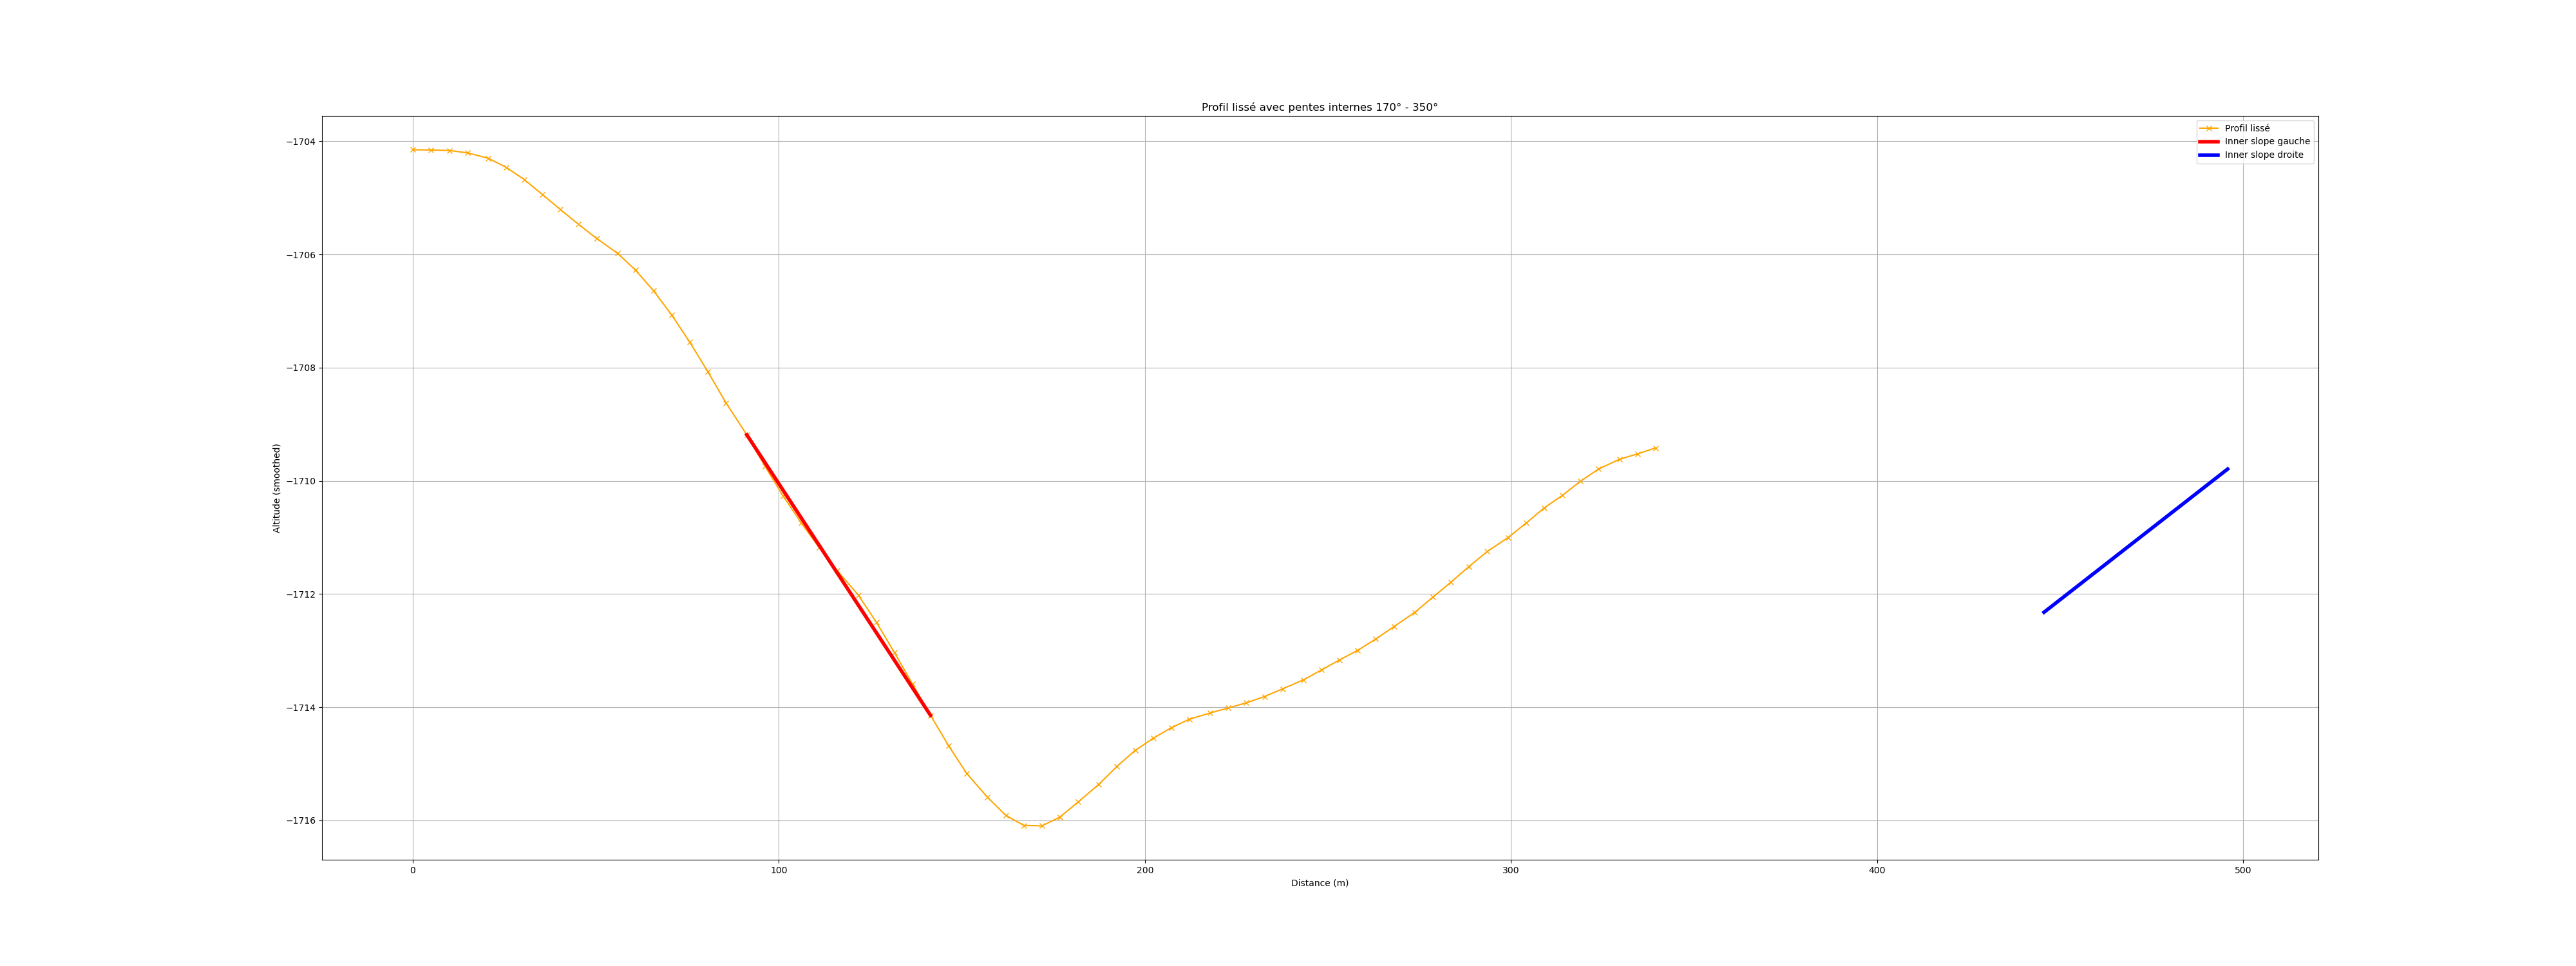 Profil lissé avec pentes internes 170° - 350°
Profil lissé
Inner slope gauche
Inner slope droite
Altitude (smoothed)
−1704
−1706
−1708
−1710
−1712
−1714
−1716
0 100 200 300 400 500
Distance (m)